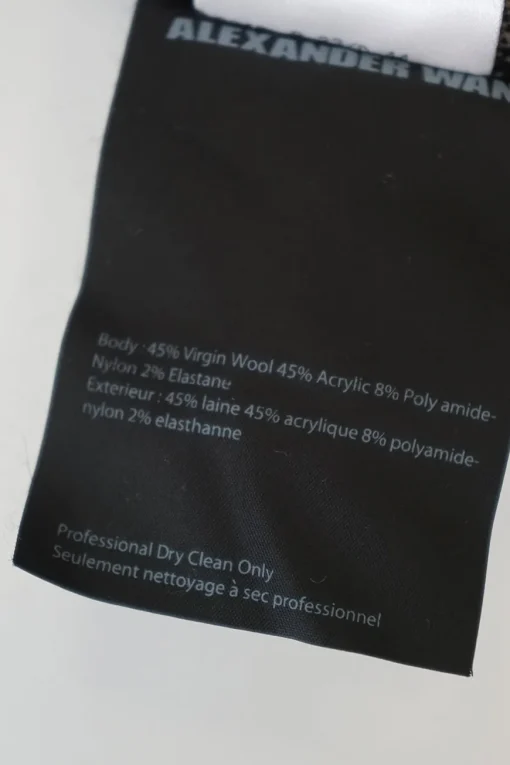 ALEXANDER WAN
Body : 45% Virgin Wool 45% Acrylic 8% Poly amide-
Nylon 2% Elastane
Exterieur : 45% laine 45% acrylique 8% polyamide-
nylon 2% elasthanne
Professional Dry Clean Only
Seulement nettoyage à sec professionnel